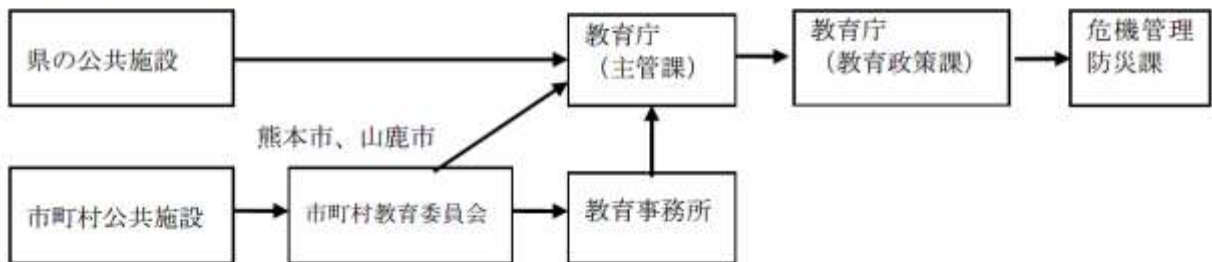 県の公共施設
教育庁
（主管課）
教育庁
（教育政策課）
危機管理
防災課
熊本市、山鹿市
市町村公共施設
市町村教育委員会
教育事務所